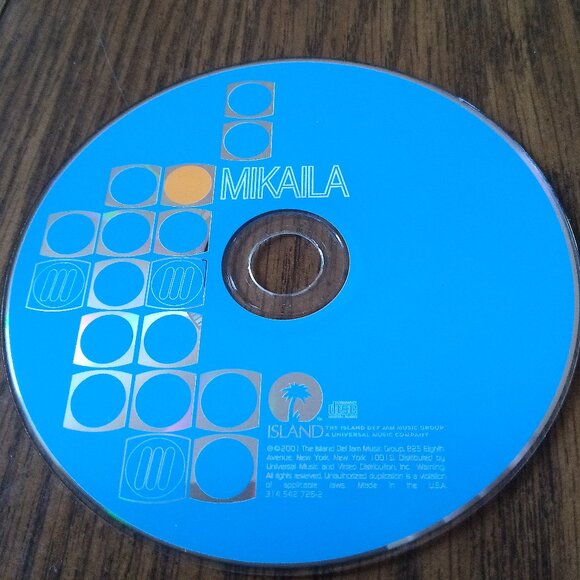 MIKAILA
ISLAND
THE ISLAND DEF JAM MUSIC GROUP
A UNIVERSAL MUSIC COMPANY
℗©2001 The Island Def Jam Music Group, 825 Eighth
Avenue, New York, New York 10019. Distributed by
Universal Music and Video Distribution, Inc. Warning:
All rights reserved. Unauthorized duplication is a violation
of applicable laws. Made in the U.S.A.
314 542 725-2